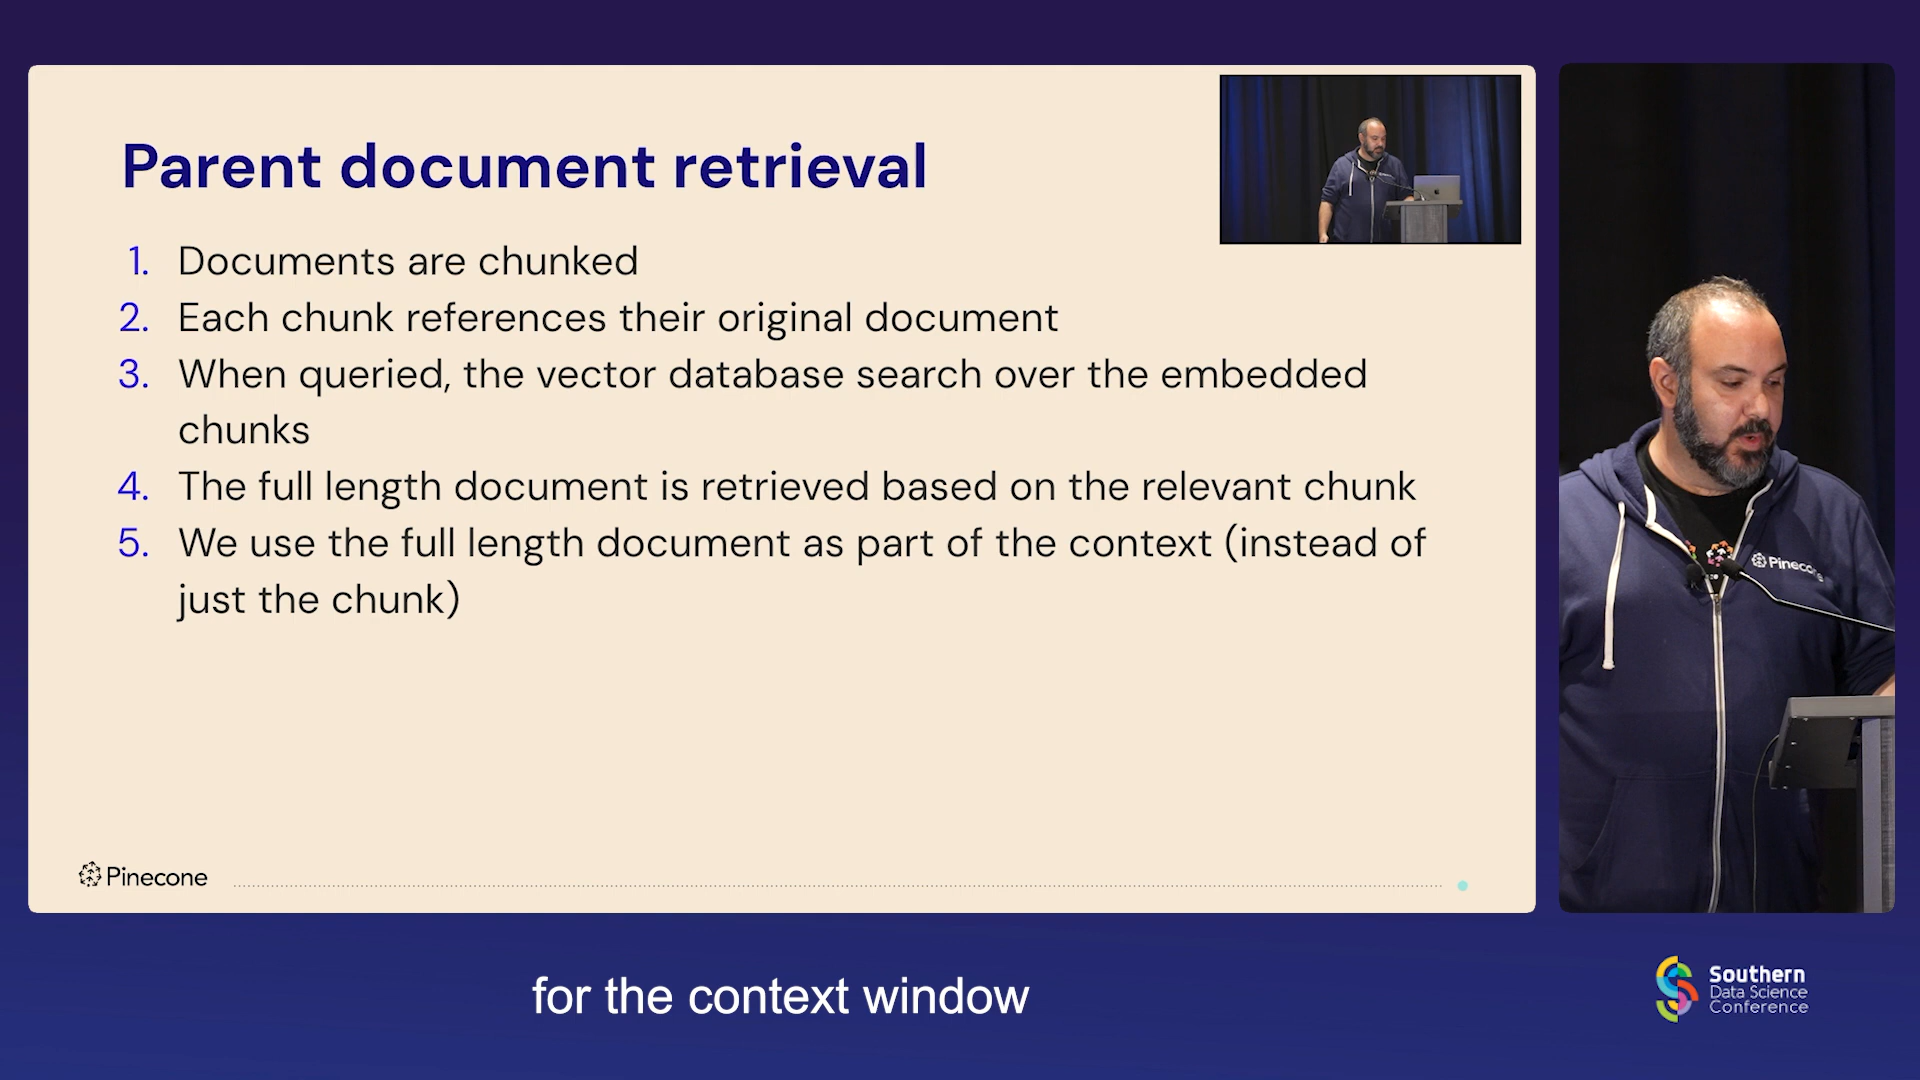 Parent document retrieval
1. Documents are chunked
2. Each chunk references their original document
3. When queried, the vector database search over the embedded
chunks
4. The full length document is retrieved based on the relevant chunk
5. We use the full length document as part of the context (instead of
just the chunk)
Pinecone
Pinecone
for the context window
Southern
Data Science
Conference